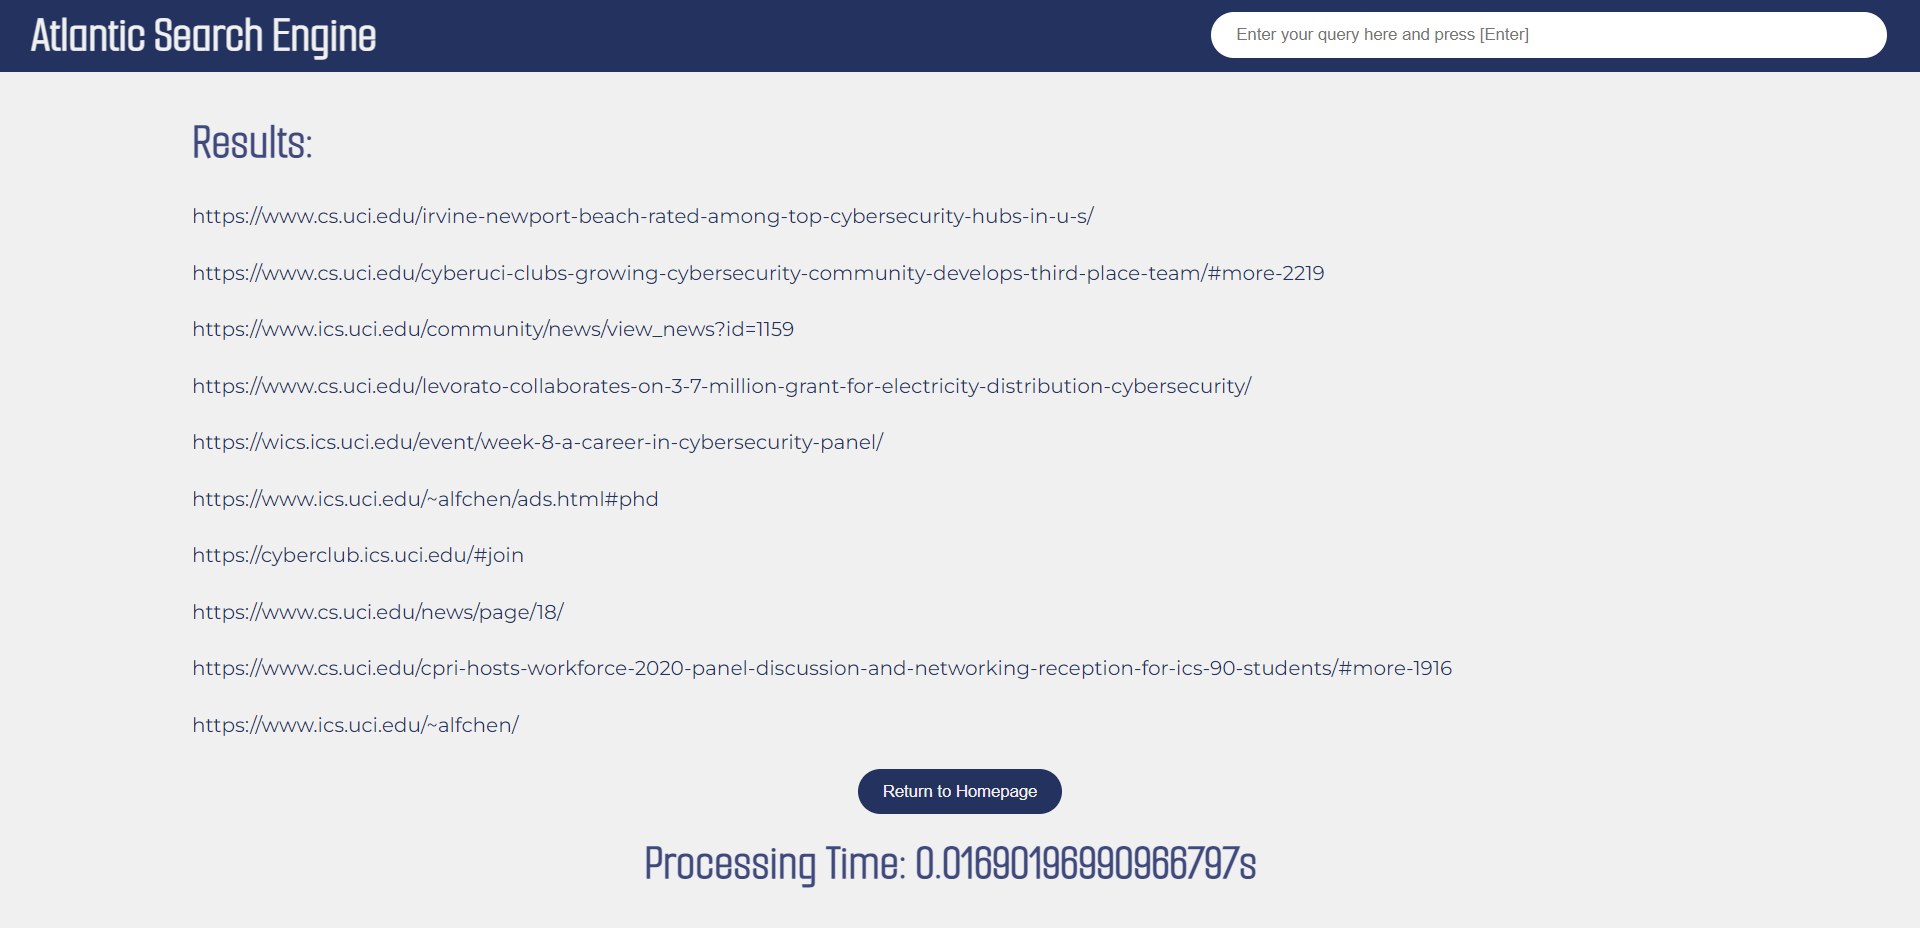 Atlantic Search Engine
Enter your query here and press [Enter]
Results:
https://www.cs.uci.edu/irvine-newport-beach-rated-among-top-cybersecurity-hubs-in-u-s/
https://www.cs.uci.edu/cyberuci-clubs-growing-cybersecurity-community-develops-third-place-team/#more-2219
https://www.ics.uci.edu/community/news/view_news?id=1159
https://www.cs.uci.edu/levorato-collaborates-on-3-7-million-grant-for-electricity-distribution-cybersecurity/
https://wics.ics.uci.edu/event/week-8-a-career-in-cybersecurity-panel/
https://www.ics.uci.edu/~alfchen/ads.html#phd
https://cyberclub.ics.uci.edu/#join
https://www.cs.uci.edu/news/page/18/
https://www.cs.uci.edu/cpri-hosts-workforce-2020-panel-discussion-and-networking-reception-for-ics-90-students/#more-1916
https://www.ics.uci.edu/~alfchen/
Return to Homepage
Processing Time: 0.01690196990966797s